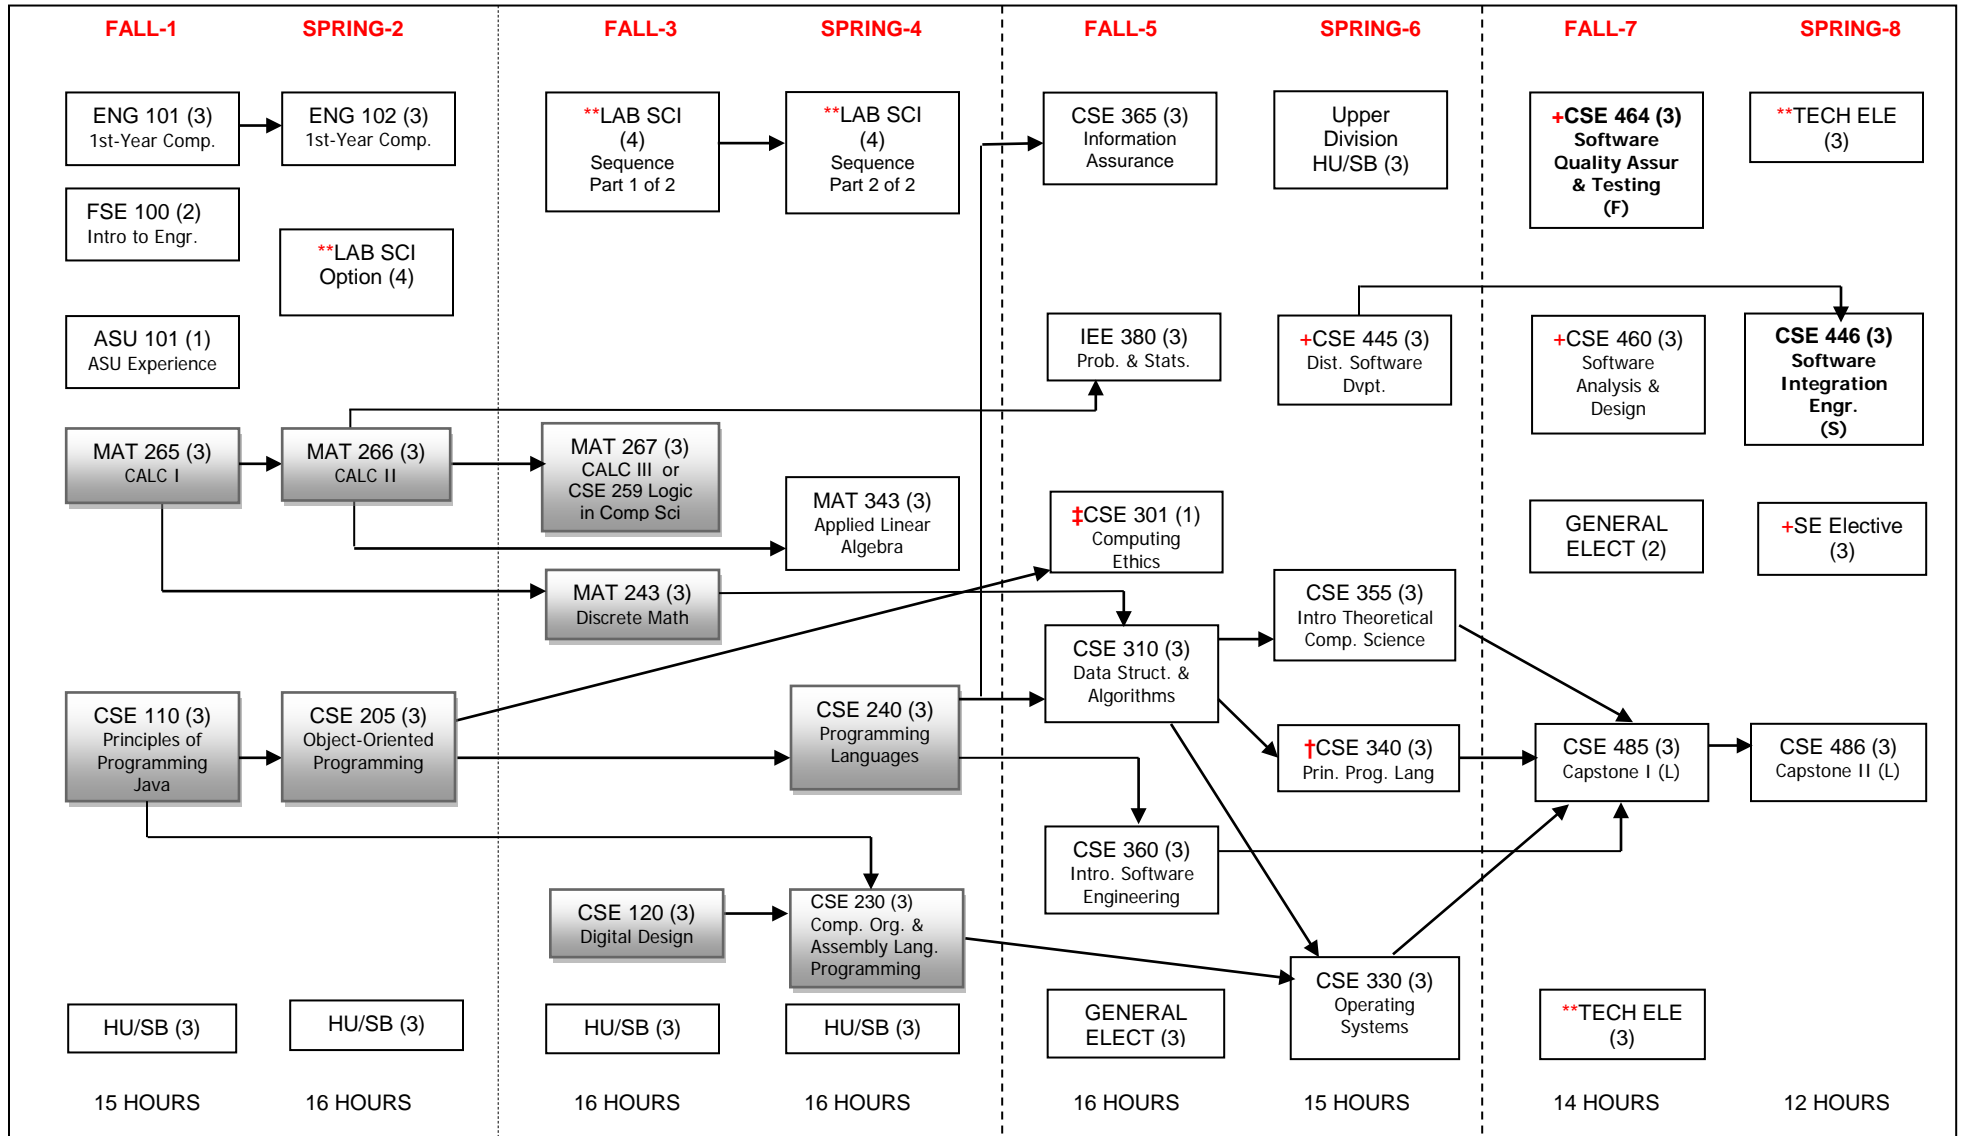 FALL-1
SPRING-2
FALL-3
SPRING-4
FALL-5
SPRING-6
FALL-7
SPRING-8
ENG 101 (3)
1st-Year Comp.
FSE 100 (2)
Intro to Engr.
ASU 101 (1)
ASU Experience
MAT 265 (3)
CALC I
CSE 110 (3)
Principles of
Programming
Java
HU/SB (3)
15 HOURS
ENG 102 (3)
1st-Year Comp.
**LAB SCI
Option (4)
MAT 266 (3)
CALC II
CSE 205 (3)
Object-Oriented
Programming
HU/SB (3)
16 HOURS
**LAB SCI
(4)
Sequence
Part 1 of 2
MAT 267 (3)
CALC III or
CSE 259 Logic
in Comp Sci
MAT 243 (3)
Discrete Math
CSE 120 (3)
Digital Design
HU/SB (3)
16 HOURS
**LAB SCI
(4)
Sequence
Part 2 of 2
MAT 343 (3)
Applied Linear
Algebra
CSE 240 (3)
Programming
Languages
CSE 230 (3)
Comp. Org. &
Assembly Lang.
Programming
HU/SB (3)
16 HOURS
CSE 365 (3)
Information
Assurance
IEE 380 (3)
Prob. & Stats.
‡CSE 301 (1)
Computing
Ethics
CSE 310 (3)
Data Struct. &
Algorithms
CSE 360 (3)
Intro. Software
Engineering
GENERAL
ELECT (3)
16 HOURS
Upper
Division
HU/SB (3)
+CSE 445 (3)
Dist. Software
Dvpt.
CSE 355 (3)
Intro Theoretical
Comp. Science
†CSE 340 (3)
Prin. Prog. Lang
CSE 330 (3)
Operating
Systems
15 HOURS
+CSE 464 (3)
Software
Quality Assur
& Testing
(F)
+CSE 460 (3)
Software
Analysis &
Design
GENERAL
ELECT (2)
CSE 485 (3)
Capstone I (L)
**TECH ELE
(3)
14 HOURS
**TECH ELE
(3)
CSE 446 (3)
Software
Integration
Engr.
(S)
+SE Elective
(3)
CSE 486 (3)
Capstone II (L)
12 HOURS